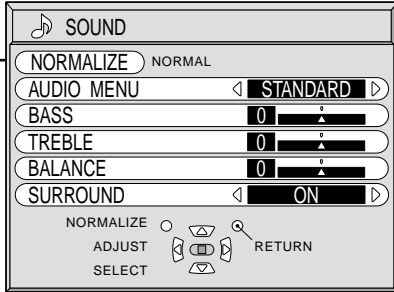 SOUND
NORMALIZE NORMAL
AUDIO MENU STANDARD
BASS 0
TREBLE 0
BALANCE 0
SURROUND ON
NORMALIZE
ADJUST RETURN
SELECT